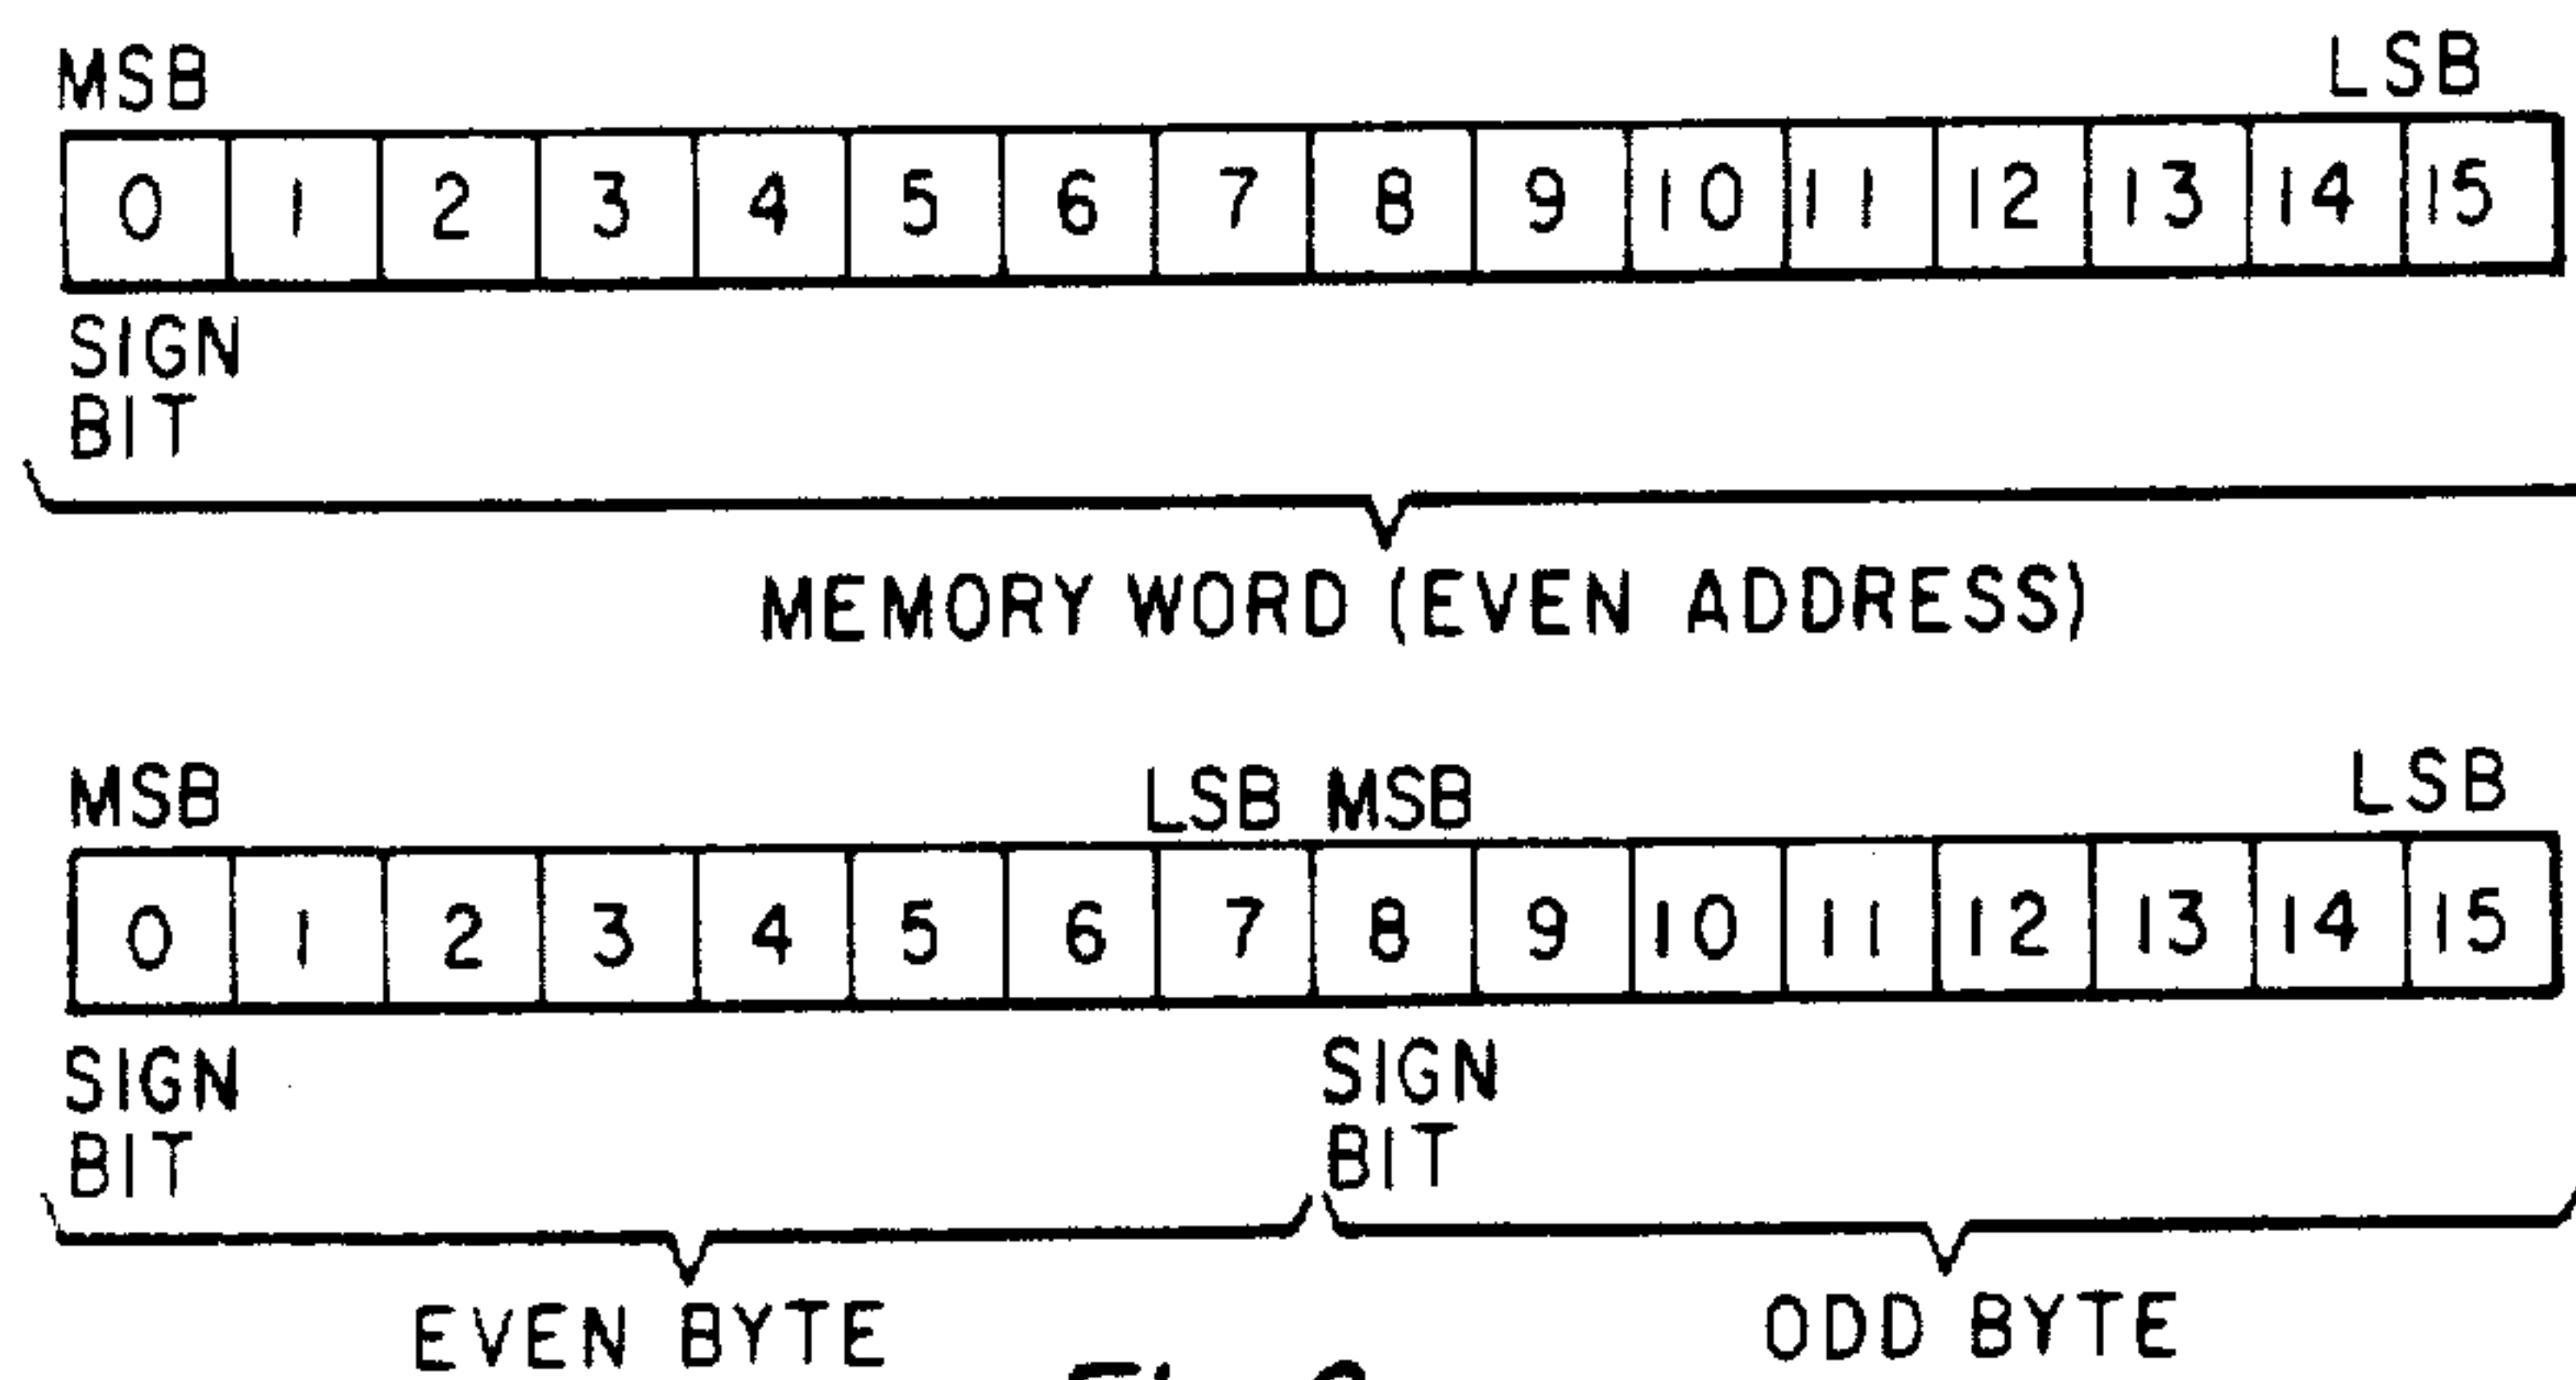 MSB LSB
0 1 2 3 4 5 6 7 8 9 10 11 12 13 14 15
SIGN
BIT
MEMORY WORD (EVEN ADDRESS)
MSB LSB MSB LSB
0 1 2 3 4 5 6 7 8 9 10 11 12 13 14 15
SIGN SIGN
BIT BIT
EVEN BYTE ODD BYTE